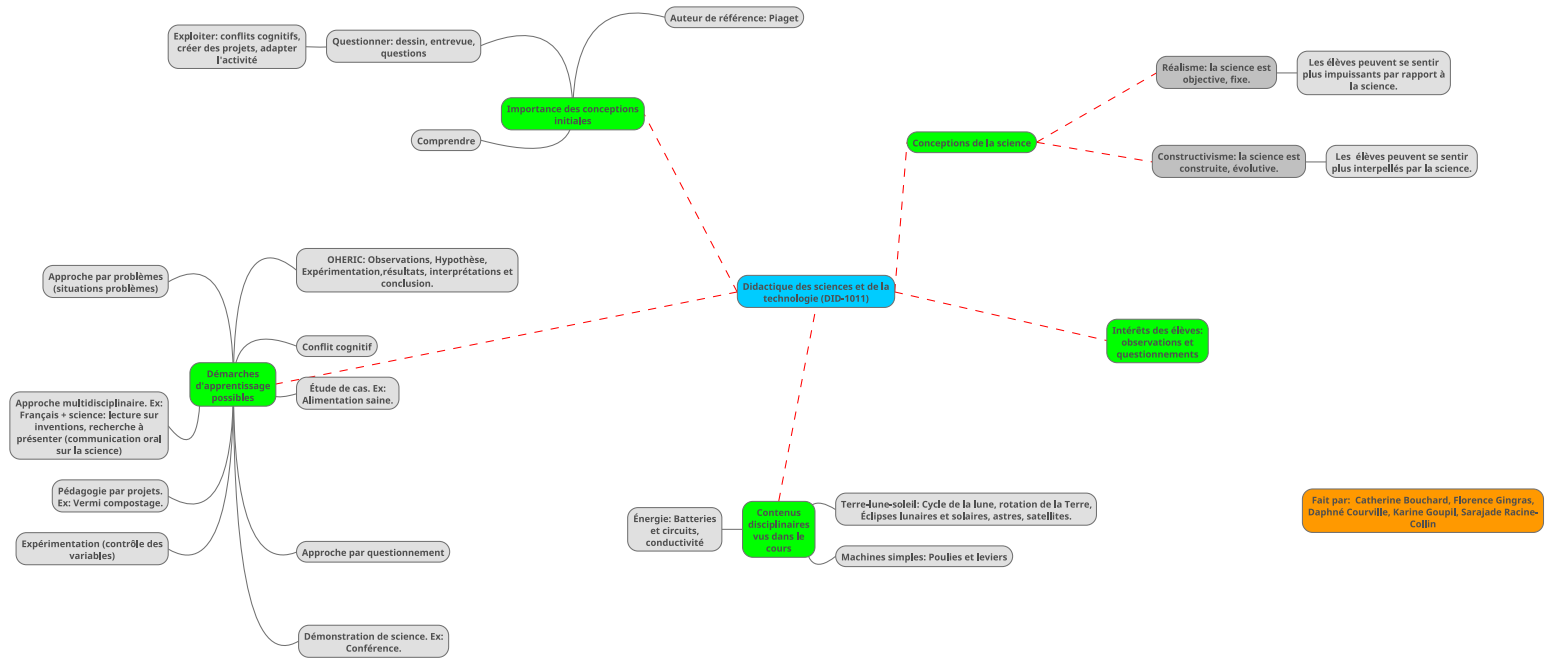 Auteur de référence: Piaget
Exploiter: conflits cognitifs,
créer des projets, adapter
l'activité
Questionner: dessin, entrevue,
questions
Importance des conceptions
initiales
Comprendre
Réalisme: la science est
objective, fixe.
Les élèves peuvent se sentir
plus impuissants par rapport à
la science.
Conceptions de la science
Constructivisme: la science est
construite, évolutive.
Les  élèves peuvent se sentir
plus interpellés par la science.
Didactique des sciences et de la
technologie (DID-1011)
Intérêts des élèves:
observations et
questionnements
OHERIC: Observations, Hypothèse,
Expérimentation,résultats, interprétations et
conclusion.
Approche par problèmes
(situations problèmes)
Conflit cognitif
Démarches
d'apprentissage
possibles
Étude de cas. Ex:
Alimentation saine.
Approche multidisciplinaire. Ex:
Français + science: lecture sur
inventions, recherche à
présenter (communication oral
sur la science)
Pédagogie par projets.
Ex: Vermi compostage.
Expérimentation (contrôle des
variables)
Approche par questionnement
Démonstration de science. Ex:
Conférence.
Énergie: Batteries
et circuits,
conductivité
Contenus
disciplinaires
vus dans le
cours
Terre-lune-soleil: Cycle de la lune, rotation de la Terre,
Éclipses lunaires et solaires, astres, satellites.
Machines simples: Poulies et leviers
Fait par:  Catherine Bouchard, Florence Gingras,
Daphné Courville, Karine Goupil, Sarajade Racine-
Collin